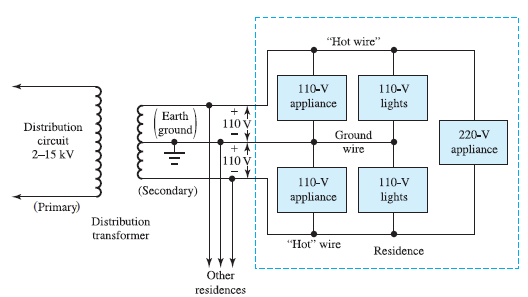 "Hot wire"
110-V
appliance
110-V
lights
Earth
ground
+
110 V
−
Distribution
circuit
2–15 kV
Ground
wire
220-V
appliance
+
110 V
−
110-V
appliance
110-V
lights
(Secondary)
(Primary)
Distribution
transformer
"Hot" wire
Residence
Other
residences